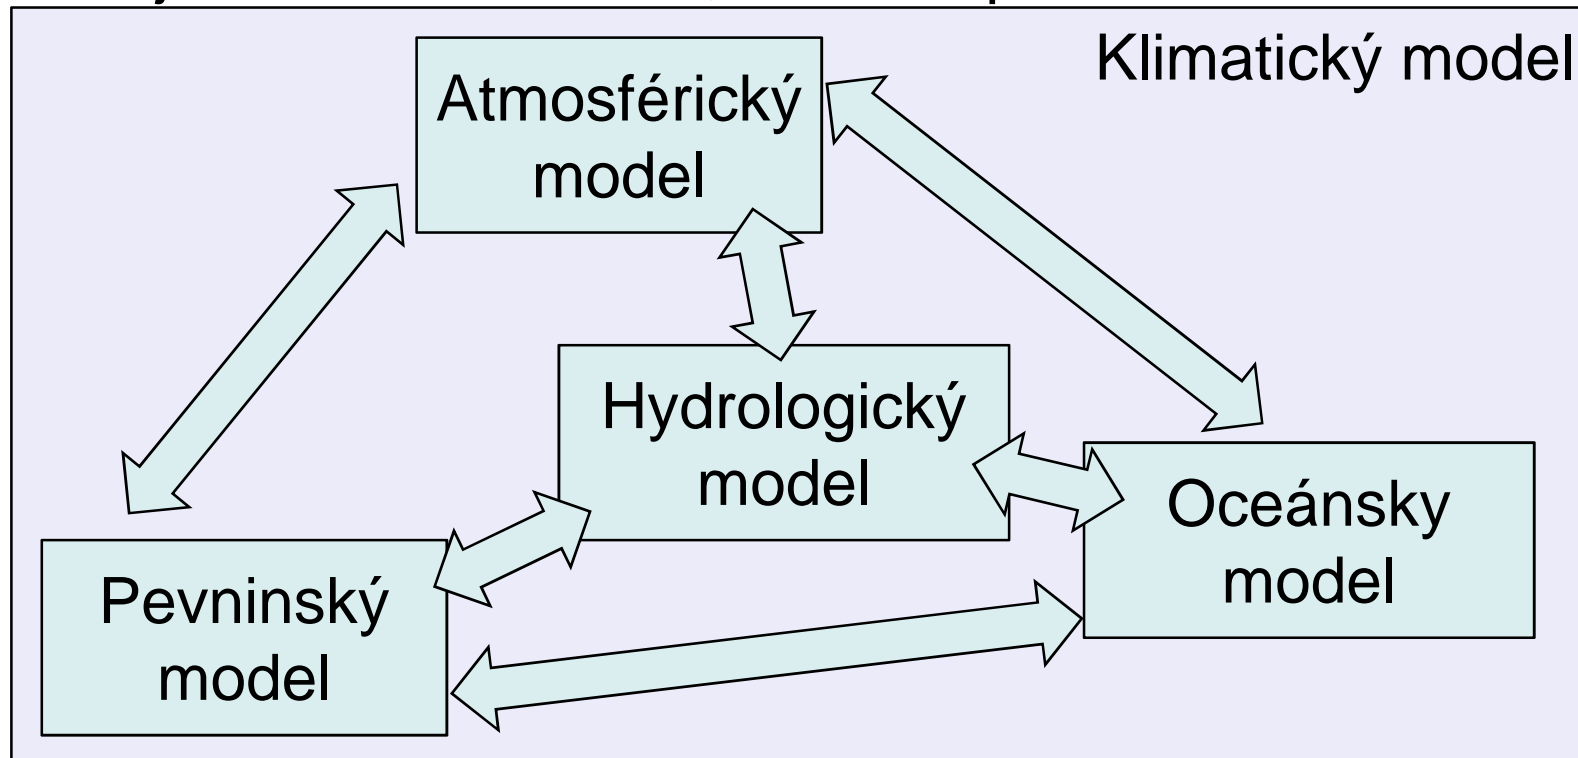 Klimatický model
Atmosférický
model
Hydrologický
model
Oceánsky
model
Pevninský
model